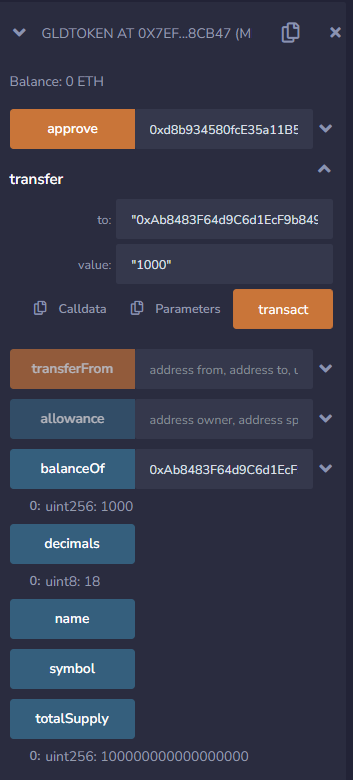 GLDTOKEN AT 0X7EF...8CB47 (M
Balance: 0 ETH
approve 0xd8b934580fcE35a11B5
transfer
to: "0xAb8483F64d9C6d1EcF9b849
value: "1000"
Calldata Parameters transact
transferFrom address from, address to, u
allowance address owner, address sp
balanceOf 0xAb8483F64d9C6d1EcF
0: uint256: 1000
decimals
0: uint8: 18
name
symbol
totalSupply
0: uint256: 100000000000000000